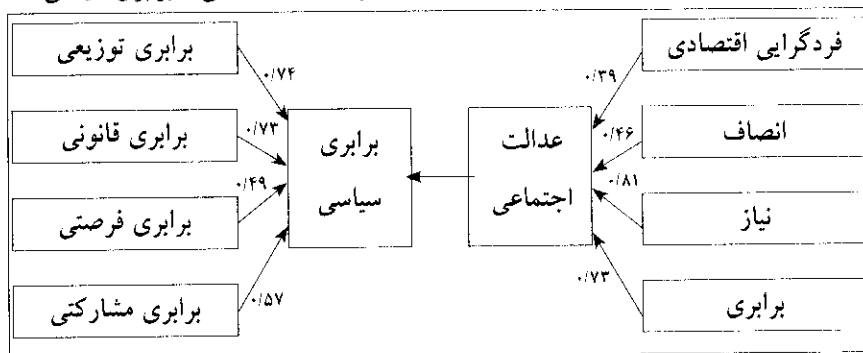 فردگرایی اقتصادی
انصاف
نیاز
برابری
۰/۳۹
۰/۴۶
۰/۸۱
۰/۷۳
عدالت
اجتماعی
برابری
سیاسی
۰/۷۴
۰/۷۳
۰/۴۹
۰/۵۷
برابری توزیعی
برابری قانونی
برابری فرصتی
برابری مشارکتی